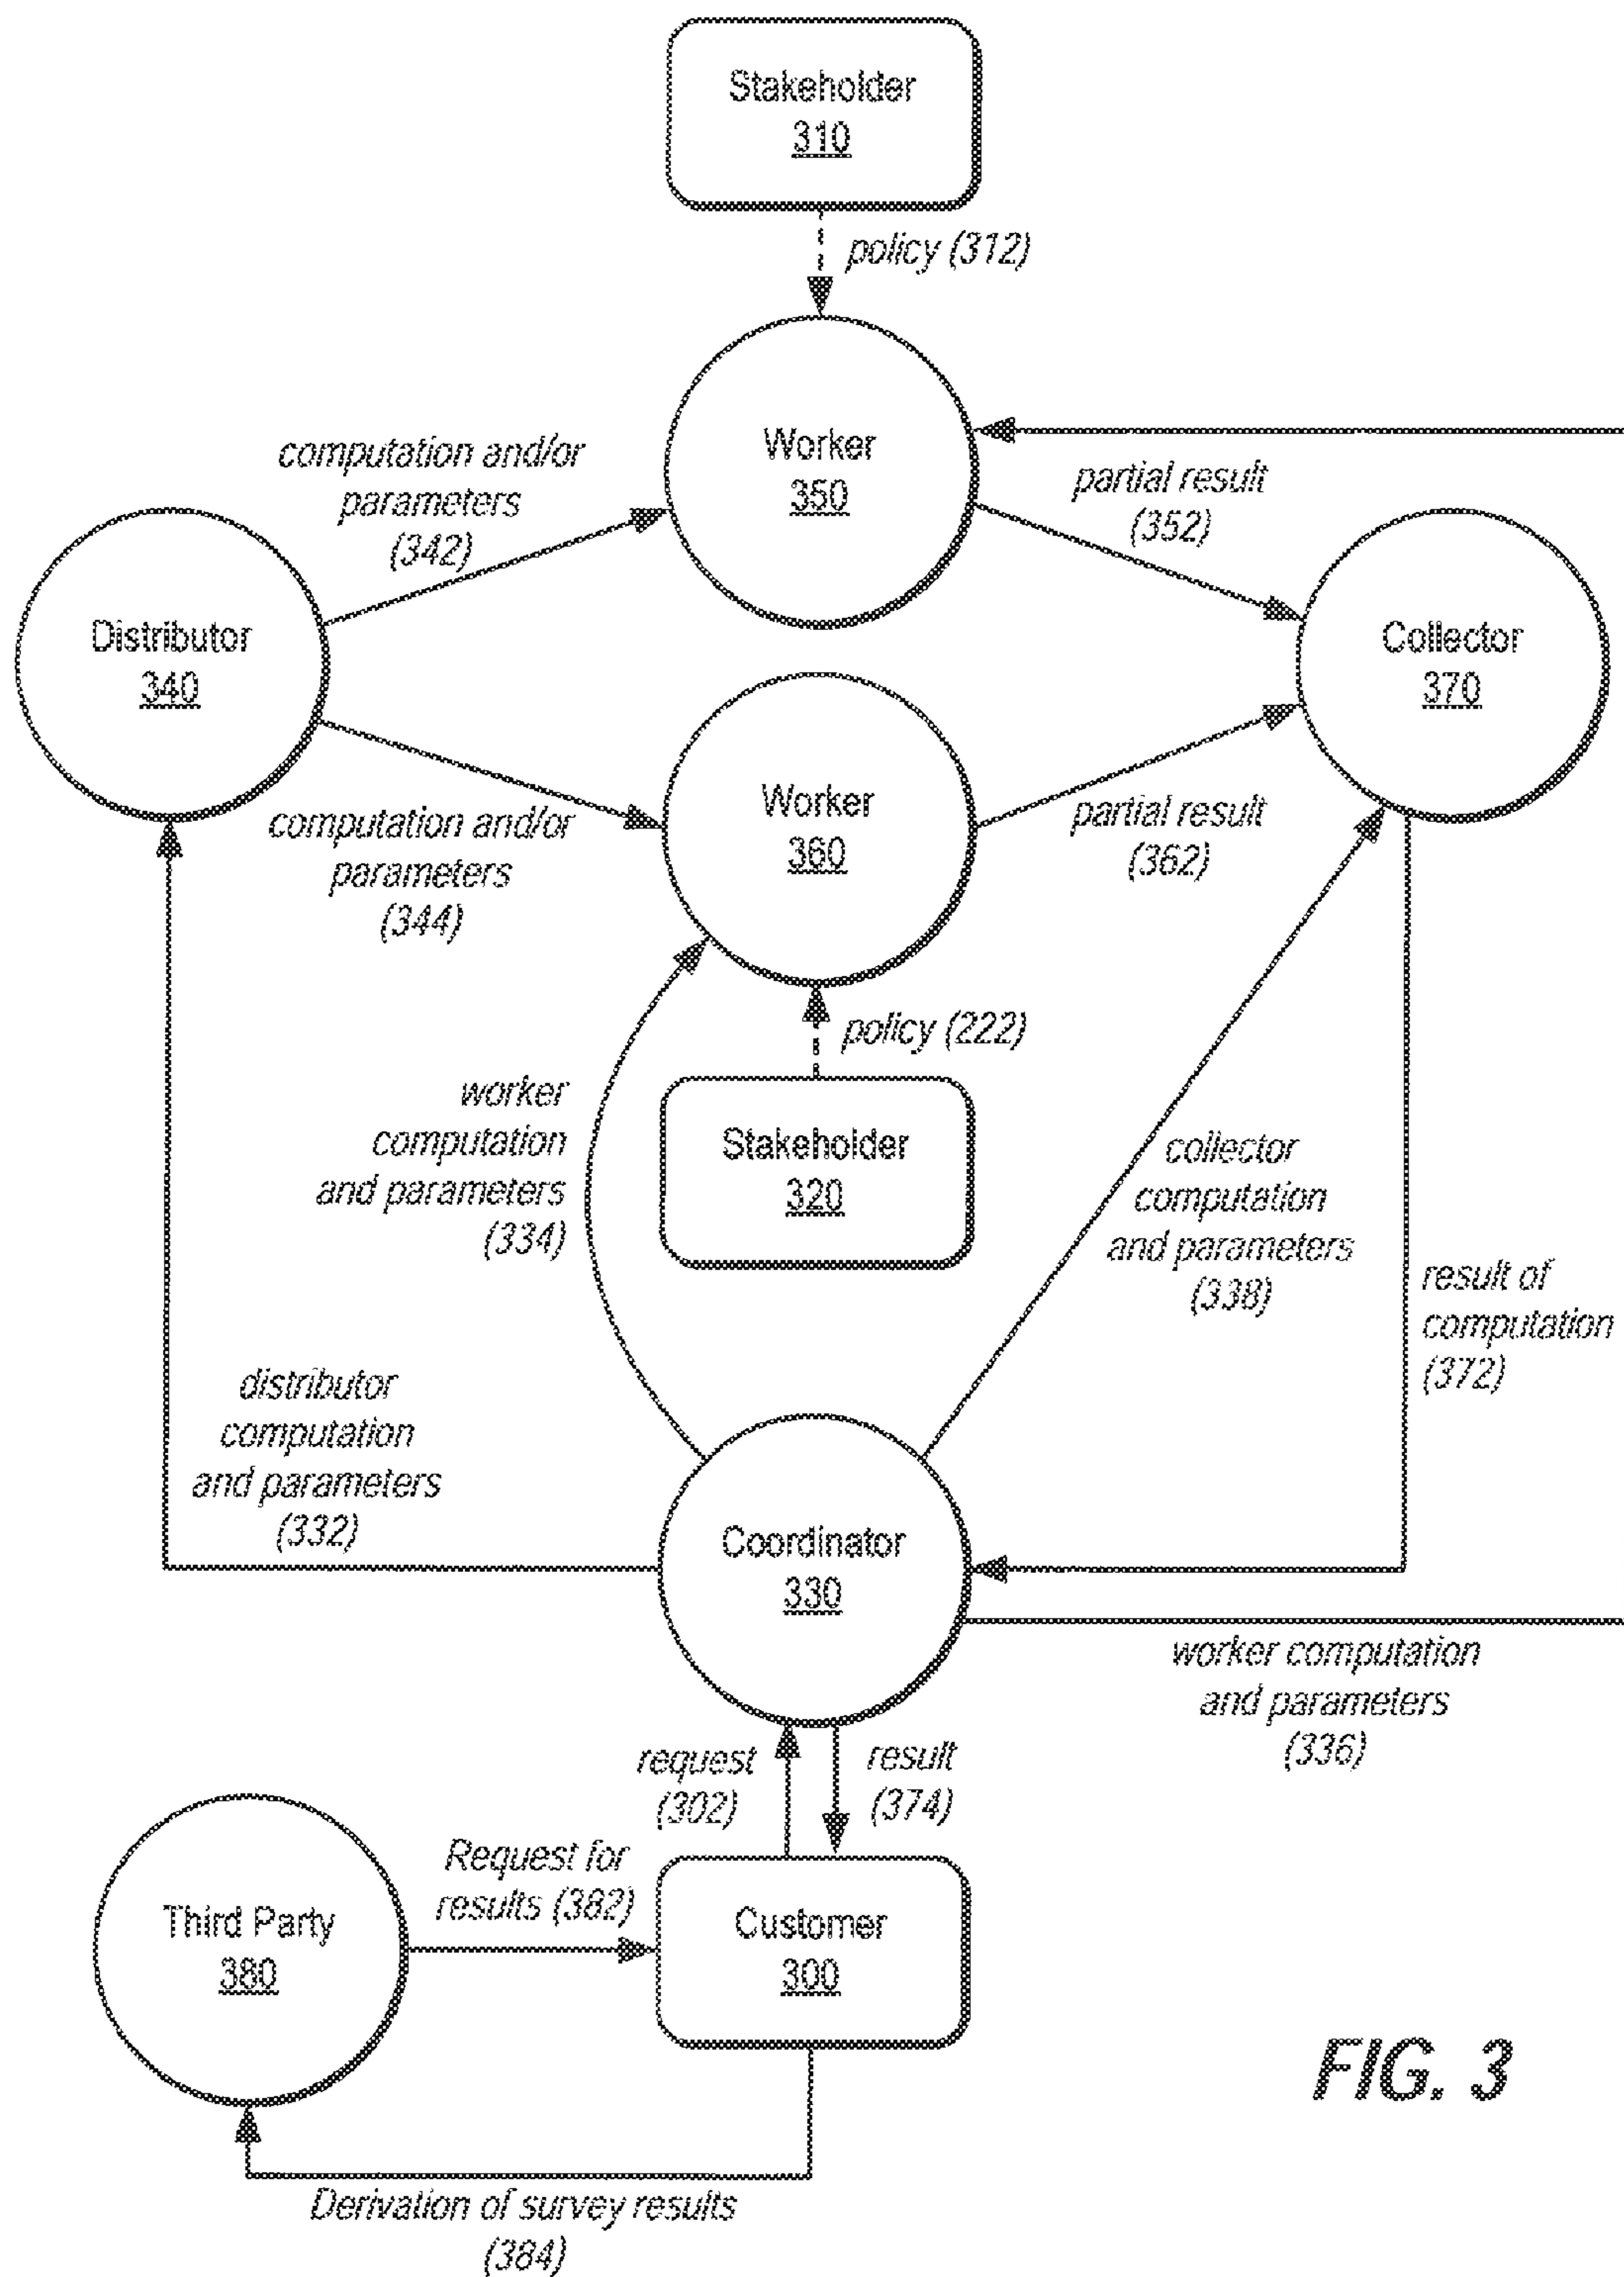 Stakeholder
310
policy (312)
Worker
350
computation and/or
parameters
(342)
partial result
(352)
Distributor
340
Collector
370
Worker
360
computation and/or
parameters
(344)
partial result
(362)
policy (222)
Stakeholder
320
worker
computation
and parameters
(334)
collector
computation
and parameters
(338)
result of
computation
(372)
distributor
computation
and parameters
(332)
Coordinator
330
worker computation
and parameters
(336)
request
(302)
result
(374)
Third Party
380
Request for
results (382)
Customer
300
Derivation of survey results
(384)
FIG. 3